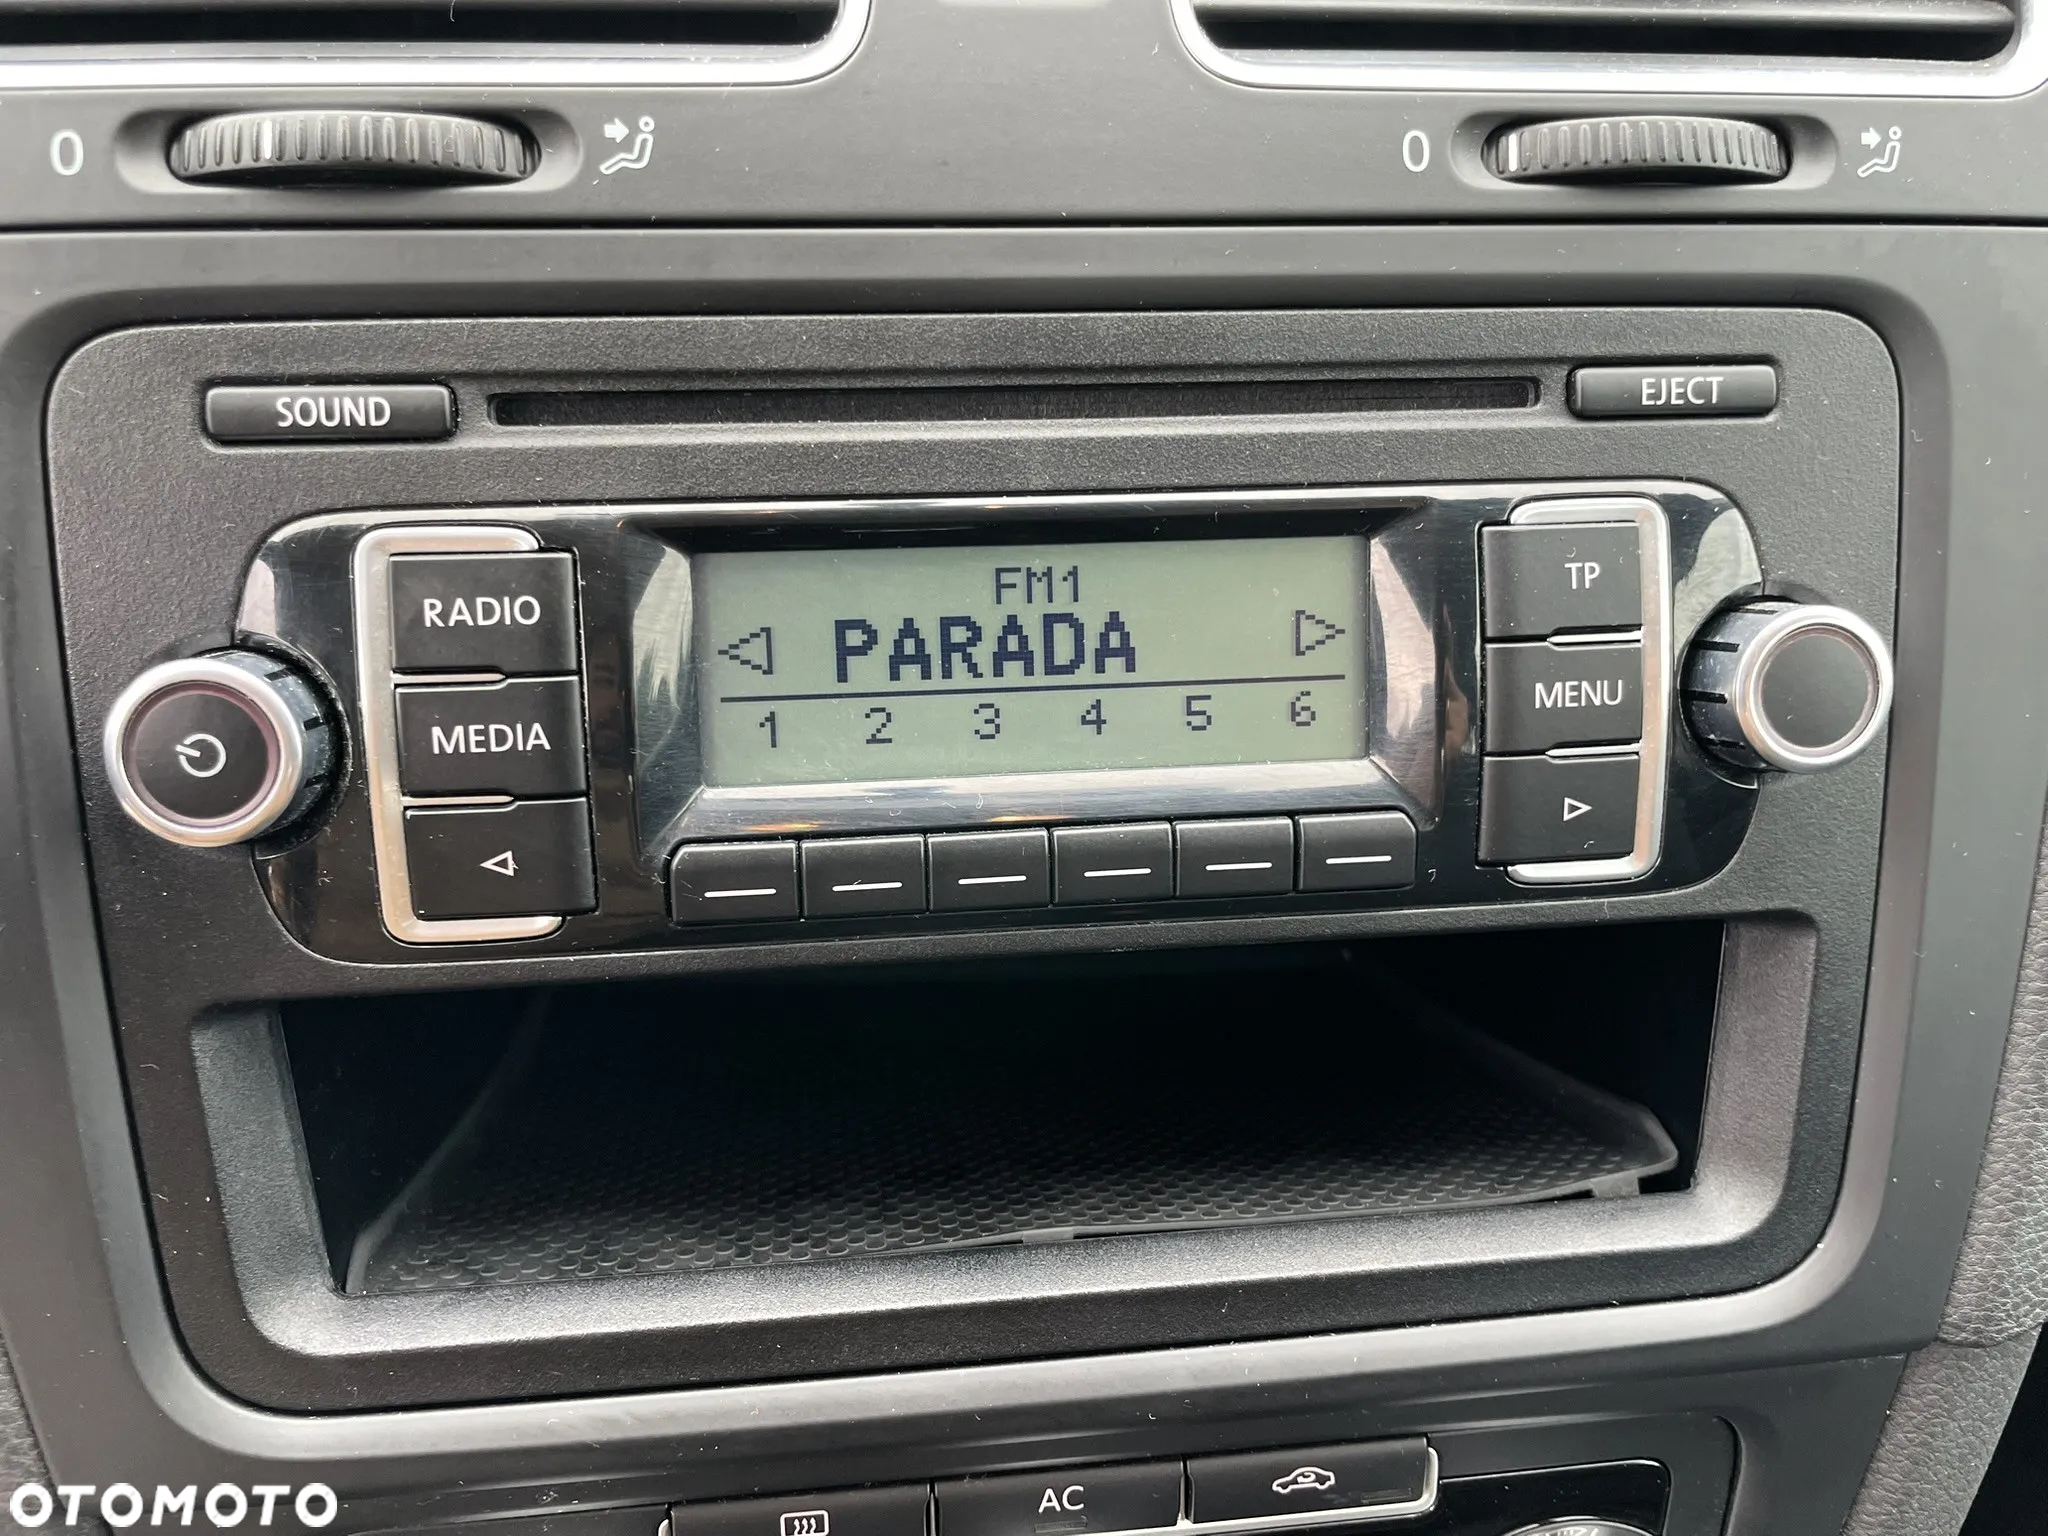 0
0
SOUND
EJECT
RADIO
FM1
TP
PARADA
MEDIA
MENU
1 2 3 4 5 6
AC
OTOMOTO